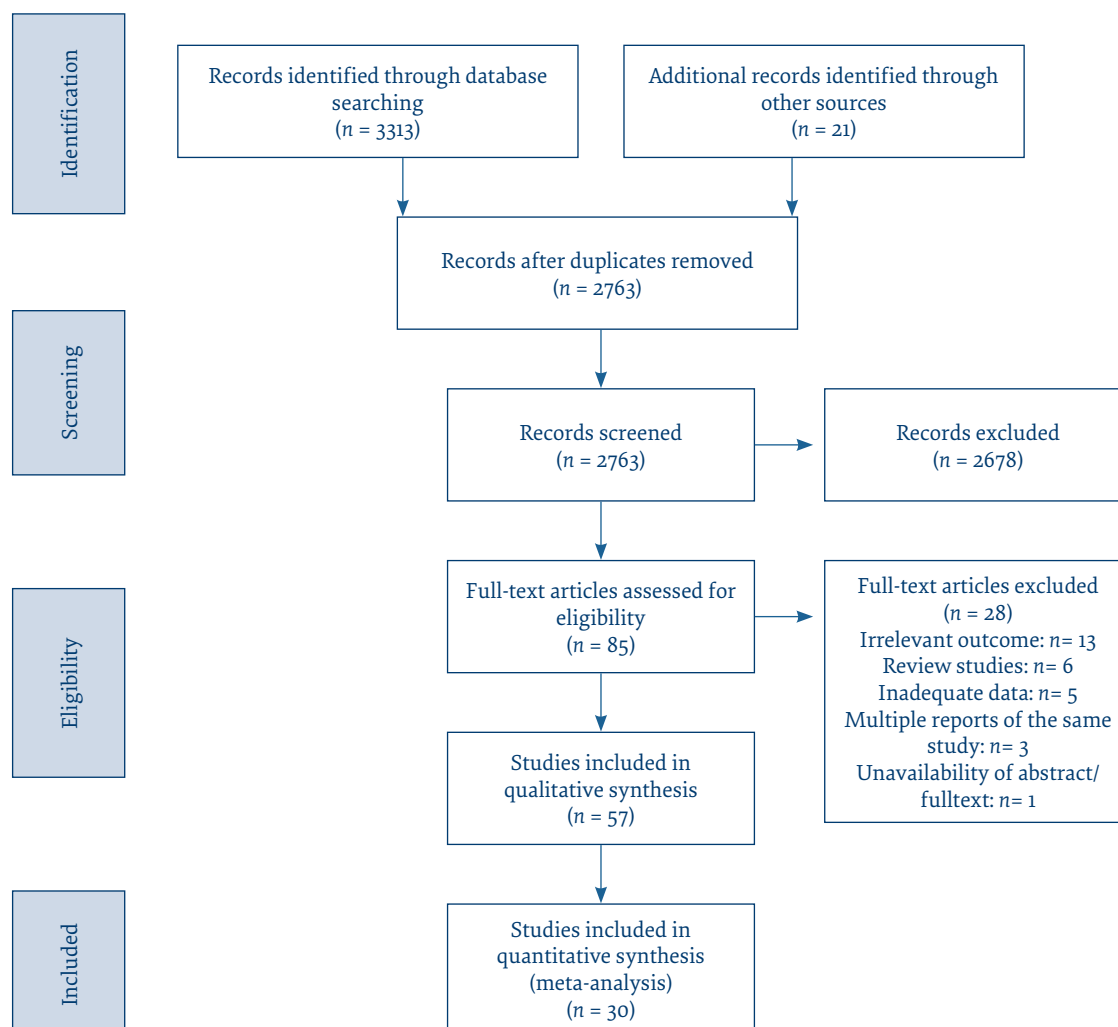 Identification
Records identified through database
searching
(n = 3313)
Additional records identified through
other sources
(n = 21)
Records after duplicates removed
(n = 2763)
Screening
Records screened
(n = 2763)
Records excluded
(n = 2678)
Eligibility
Full-text articles assessed for
eligibility
(n = 85)
Full-text articles excluded
(n = 28)
Irrelevant outcome: n= 13
Review studies: n= 6
Inadequate data: n= 5
Multiple reports of the same
study: n= 3
Unavailability of abstract/
fulltext: n= 1
Studies included in
qualitative synthesis
(n = 57)
Included
Studies included in
quantitative synthesis
(meta-analysis)
(n = 30)